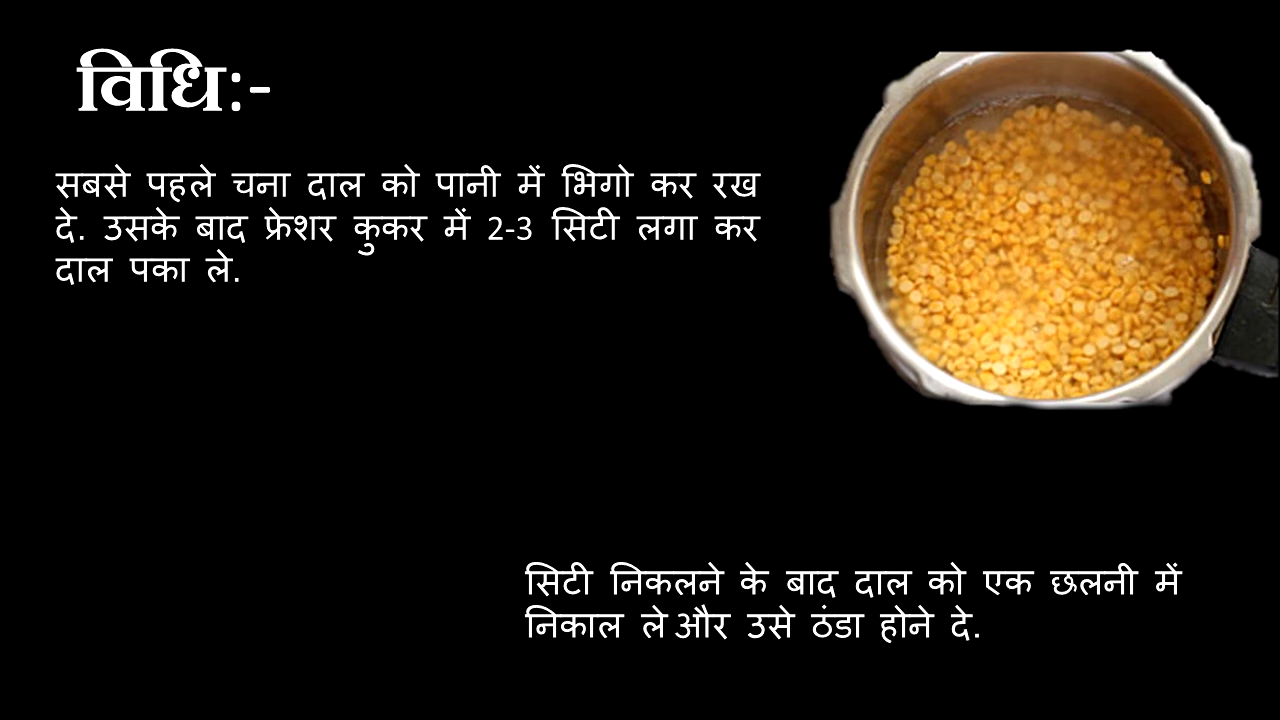 विधि:-
सबसे पहले चना दाल को पानी में भिगो कर रख
दे. उसके बाद फ्रेशर कुकर में 2-3 सिटी लगा कर
दाल पका ले.
सिटी निकलने के बाद दाल को एक छलनी में
निकाल ले और उसे ठंडा होने दे.